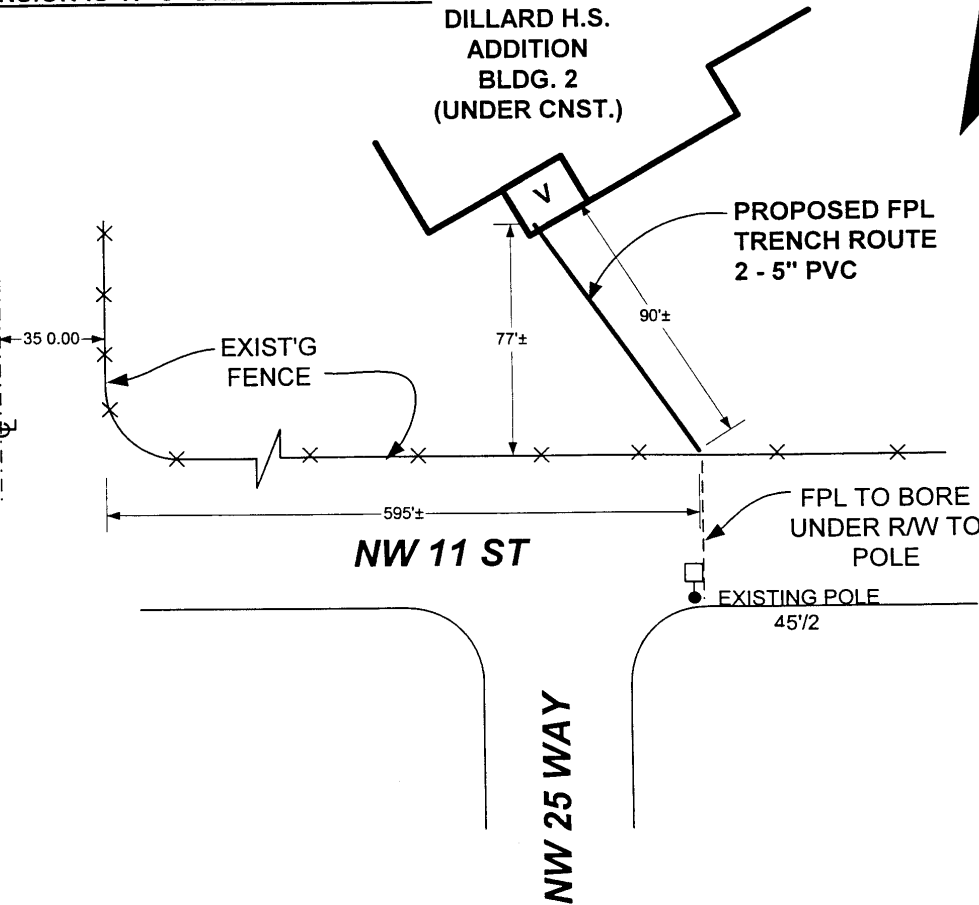 DILLARD H.S.
ADDITION
BLDG. 2
(UNDER CNST.)
V
PROPOSED FPL
TRENCH ROUTE
2 - 5" PVC
90'±
77'±
35 0.00
EXIST'G
FENCE
595'±
FPL TO BORE
UNDER R/W TO
POLE
NW 11 ST
EXISTING POLE
45'/2
NW 25 WAY